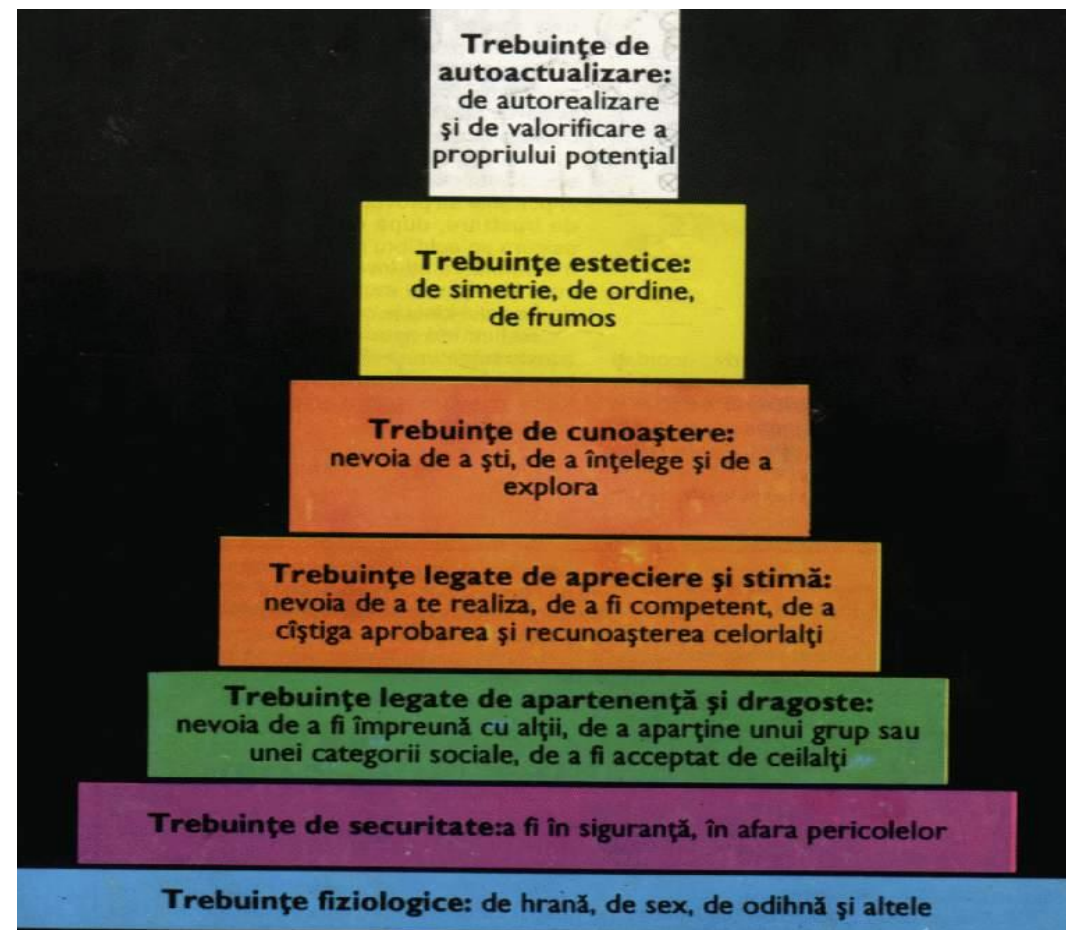 Trebuinţe de
autoactualizare:
de autorealizare
şi de valorificare a
propriului potenţial
Trebuinţe estetice:
de simetrie, de ordine,
de frumos
Trebuinţe de cunoaştere:
nevoia de a şti, de a înţelege şi de a
explora
Trebuinţe legate de apreciere şi stimă:
nevoia de a te realiza, de a fi competent, de a
cîştiga aprobarea şi recunoaşterea celorlalţi
Trebuinţe legate de apartenenţă şi dragoste:
nevoia de a fi împreună cu alţii, de a aparţine unui grup sau
unei categorii sociale, de a fi acceptat de ceilalţi
Trebuinţe de securitate:a fi în siguranţă, în afara pericolelor
Trebuinţe fiziologice: de hrană, de sex, de odihnă şi altele